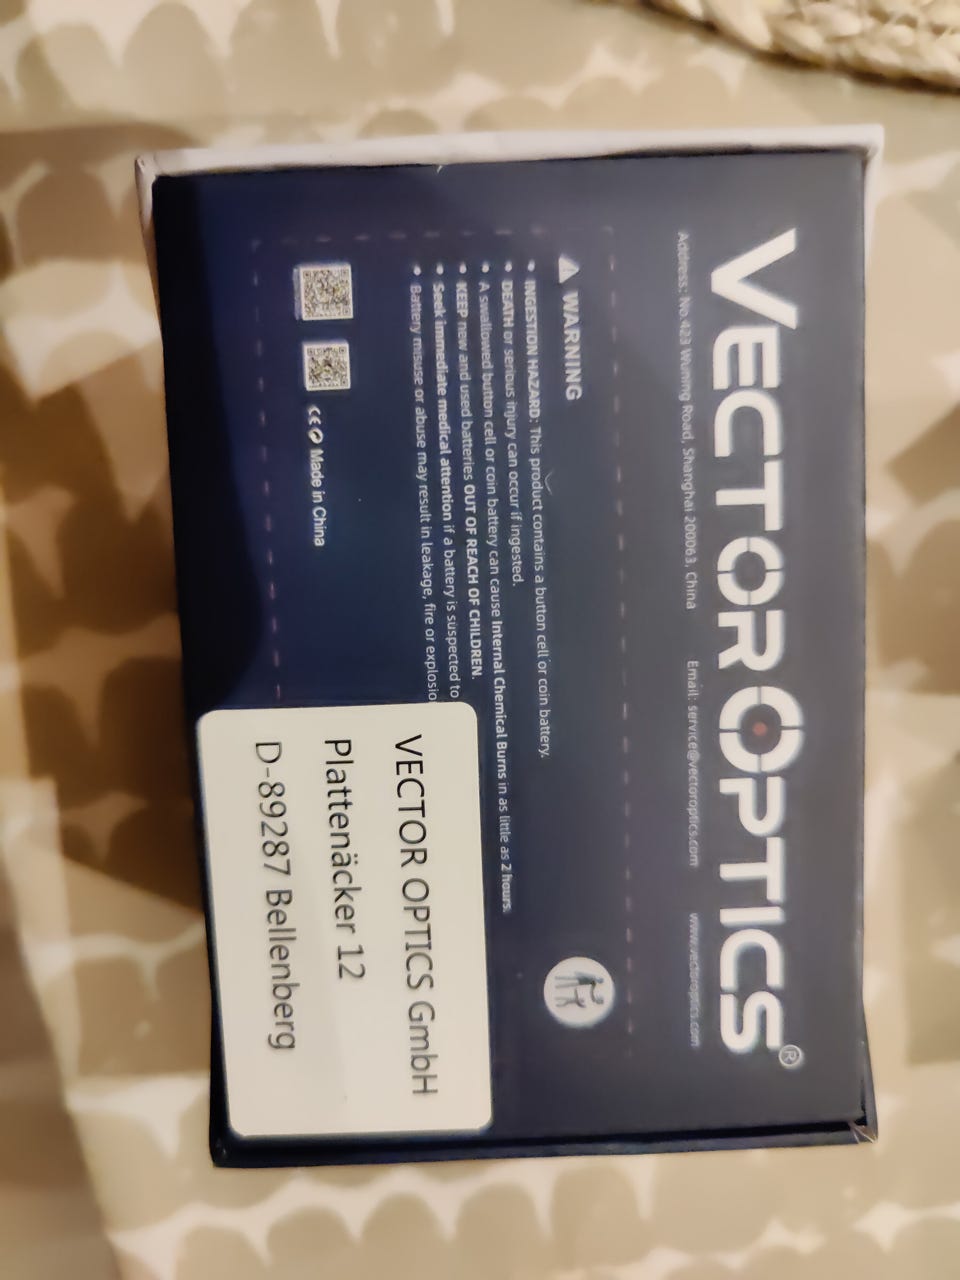 VECTOR OPTICS®
Address: No.423 Wuning Road, Shanghai 200063, China Email: service@vectoroptics.com www.vectoroptics.com
WARNING
• INGESTION HAZARD: This product contains a button cell or coin battery.
• DEATH or serious injury can occur if ingested.
• A swallowed button cell or coin battery can cause Internal Chemical Burns in as little as 2 hours.
• KEEP new and used batteries OUT OF REACH OF CHILDREN.
• Seek immediate medical attention if a battery is suspected to
• Battery misuse or abuse may result in leakage, fire or explosio
CE Made in China
VECTOR OPTICS GmbH
Plattenäcker 12
D-89287 Bellenberg